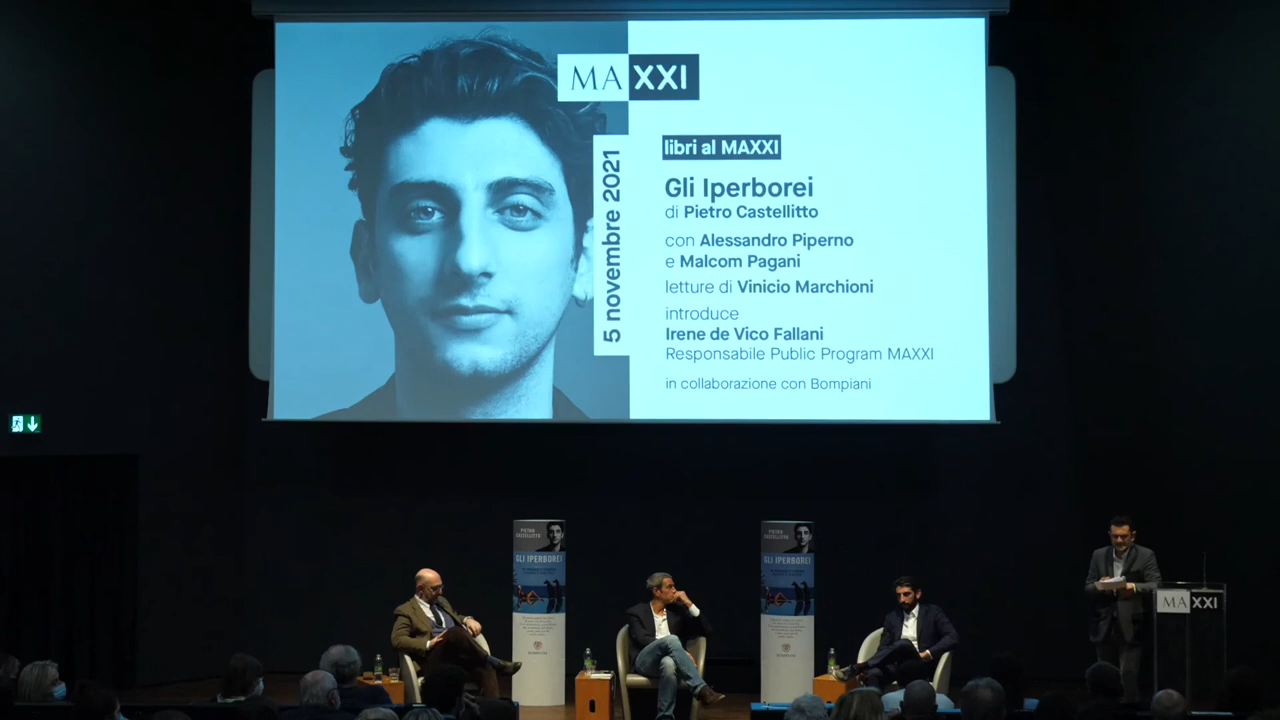 MAXXI
libri al MAXXI
5 novembre 2021
Gli Iperborei
di Pietro Castellitto
con Alessandro Piperno
e Malcom Pagani
letture di Vinicio Marchioni
introduce
Irene de Vico Fallani
Responsabile Public Program MAXXI
in collaborazione con Bompiani
PIETRO
CASTELLITTO
GLI IPERBOREI
PIETRO
CASTELLITTO
GLI IPERBOREI
MAXXI